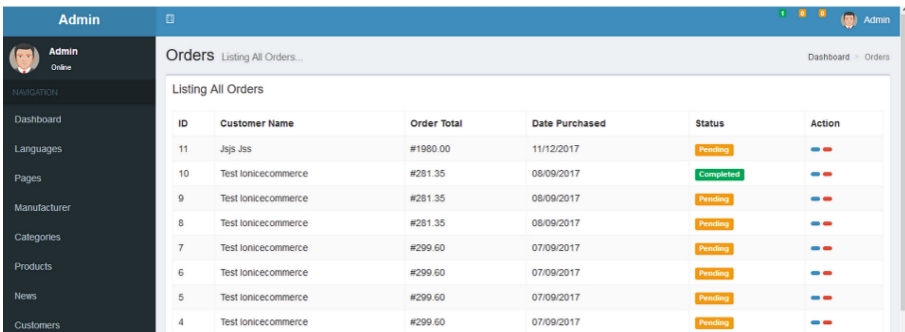 Admin
1 0 0 Admin
Admin
Online
NAVIGATION
Dashboard
Languages
Pages
Manufacturer
Categories
Products
News
Customers
Orders Listing All Orders...
Dashboard > Orders
Listing All Orders
ID Customer Name Order Total Date Purchased Status Action
11 Jsjs Jss #1980.00 11/12/2017 Pending
10 Test Ionicecommerce #281.35 08/09/2017 Completed
9 Test Ionicecommerce #281.35 08/09/2017 Pending
8 Test Ionicecommerce #281.35 08/09/2017 Pending
7 Test Ionicecommerce #299.60 07/09/2017 Pending
6 Test Ionicecommerce #299.60 07/09/2017 Pending
5 Test Ionicecommerce #299.60 07/09/2017 Pending
4 Test Ionicecommerce #299.60 07/09/2017 Pending